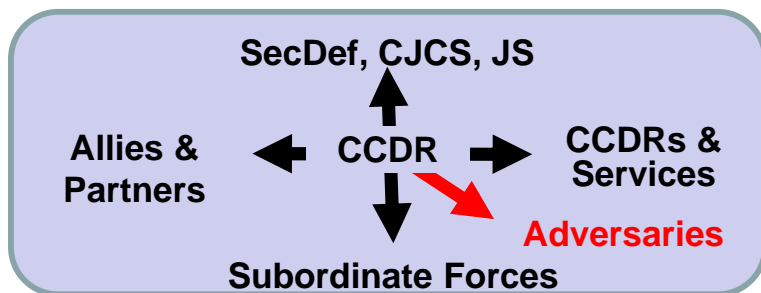 SecDef, CJCS, JS
Allies &
Partners
CCDR
CCDRs &
Services
Adversaries
Subordinate Forces